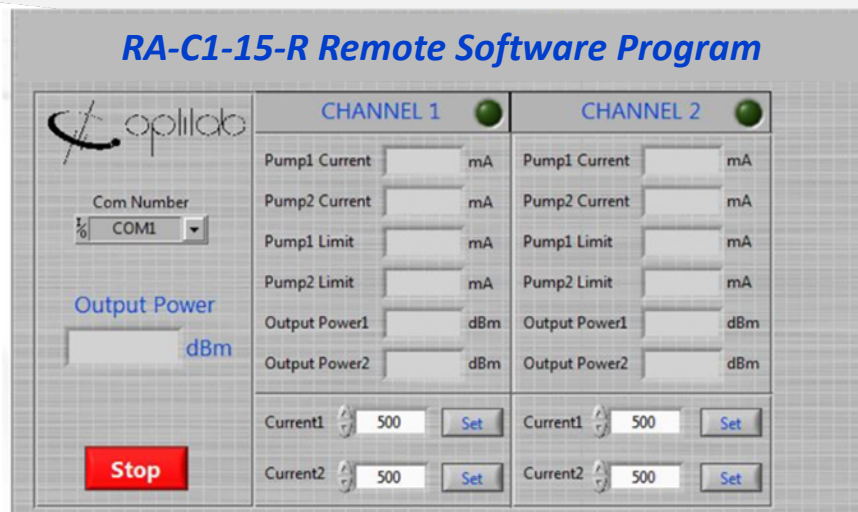 RA-C1-15-R Remote Software Program
optilab
Com Number
I/O COM1
Output Power
dBm
Stop
CHANNEL 1
Pump1 Current mA
Pump2 Current mA
Pump1 Limit mA
Pump2 Limit mA
Output Power1 dBm
Output Power2 dBm
Current1 500 Set
Current2 500 Set
CHANNEL 2
Pump1 Current mA
Pump2 Current mA
Pump1 Limit mA
Pump2 Limit mA
Output Power1 dBm
Output Power2 dBm
Current1 500 Set
Current2 500 Set